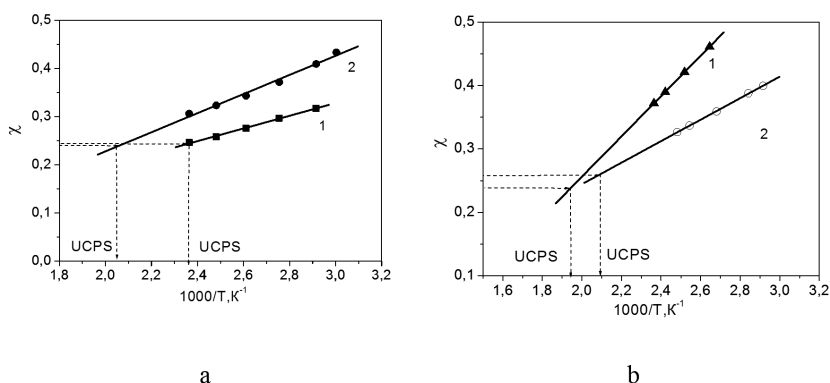 a
b
0,5
0,4
0,3
0,2
0,1
0,0
χ
2
1
UCPS
UCPS
1,8 2,0 2,2 2,4 2,6 2,8 3,0 3,2
1000/T,K⁻¹
a
b
0,5
0,4
0,3
0,2
0,1
χ
1
2
UCPS
UCPS
1,6 1,8 2,0 2,2 2,4 2,6 2,8 3,0 3,2
1000/T,K⁻¹